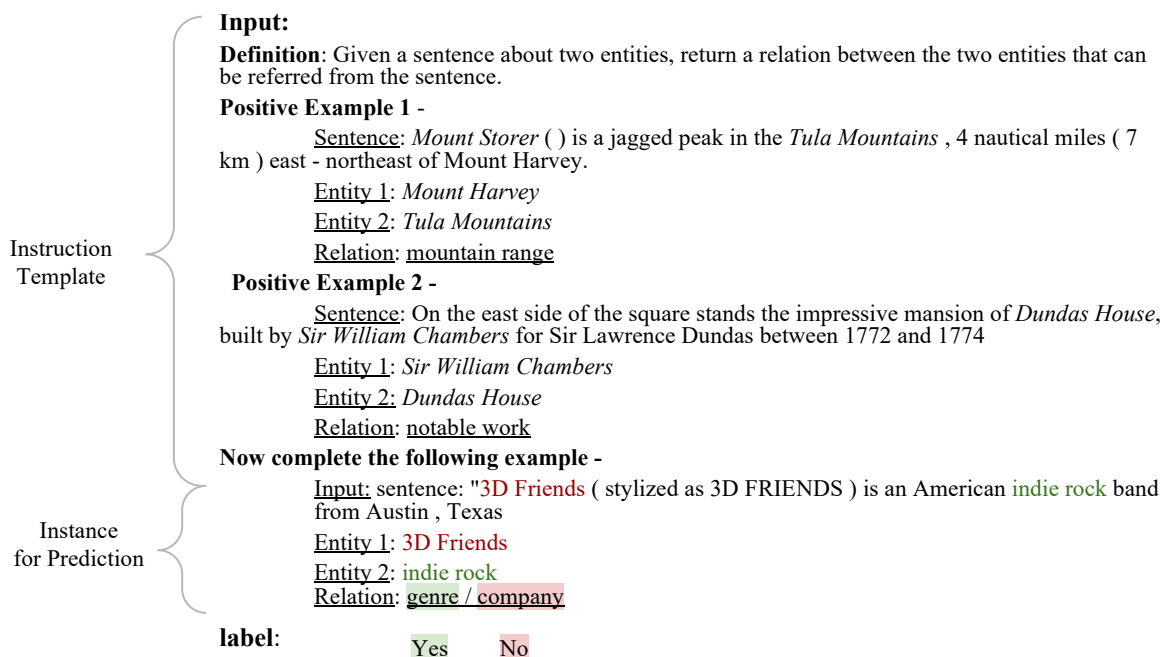 Input:
Definition: Given a sentence about two entities, return a relation between the two entities that can
be referred from the sentence.
Positive Example 1 -
Sentence: Mount Storer ( ) is a jagged peak in the Tula Mountains , 4 nautical miles ( 7
km ) east - northeast of Mount Harvey.
Entity 1: Mount Harvey
Entity 2: Tula Mountains
Relation: mountain range
Instruction
Template
Positive Example 2 -
Sentence: On the east side of the square stands the impressive mansion of Dundas House,
built by Sir William Chambers for Sir Lawrence Dundas between 1772 and 1774
Entity 1: Sir William Chambers
Entity 2: Dundas House
Relation: notable work
Now complete the following example -
Input: sentence: "3D Friends ( stylized as 3D FRIENDS ) is an American indie rock band
from Austin , Texas
Instance
for Prediction
Entity 1: 3D Friends
Entity 2: indie rock
Relation: genre / company
label:
Yes No